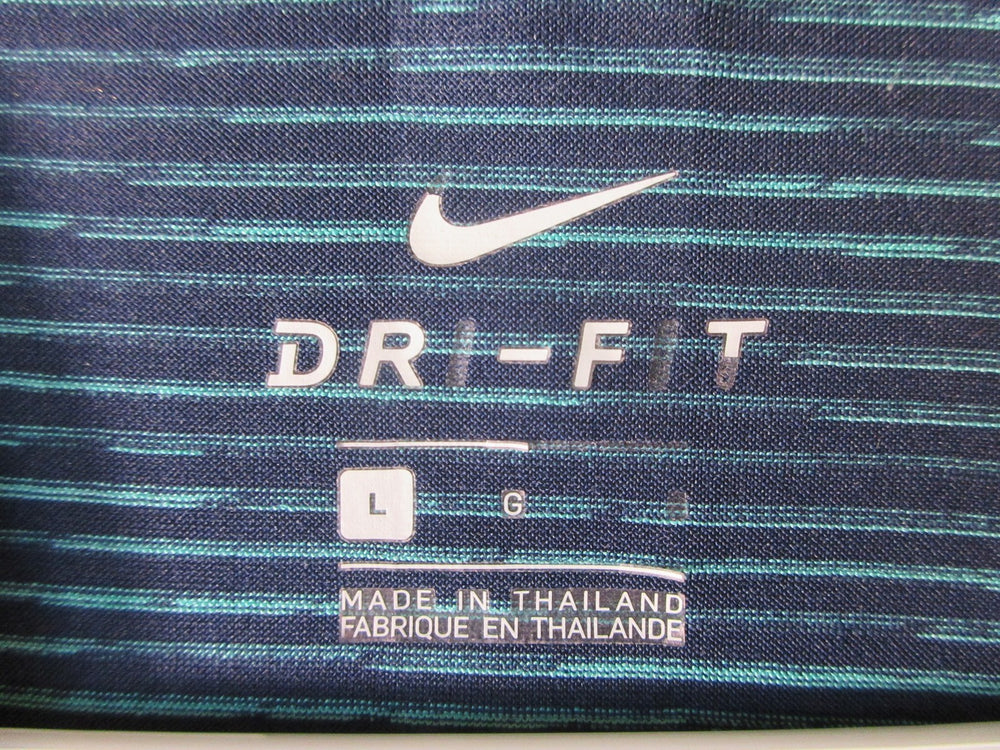 DRI-FIT
L G
MADE IN THAILAND
FABRIQUE EN THAILANDE